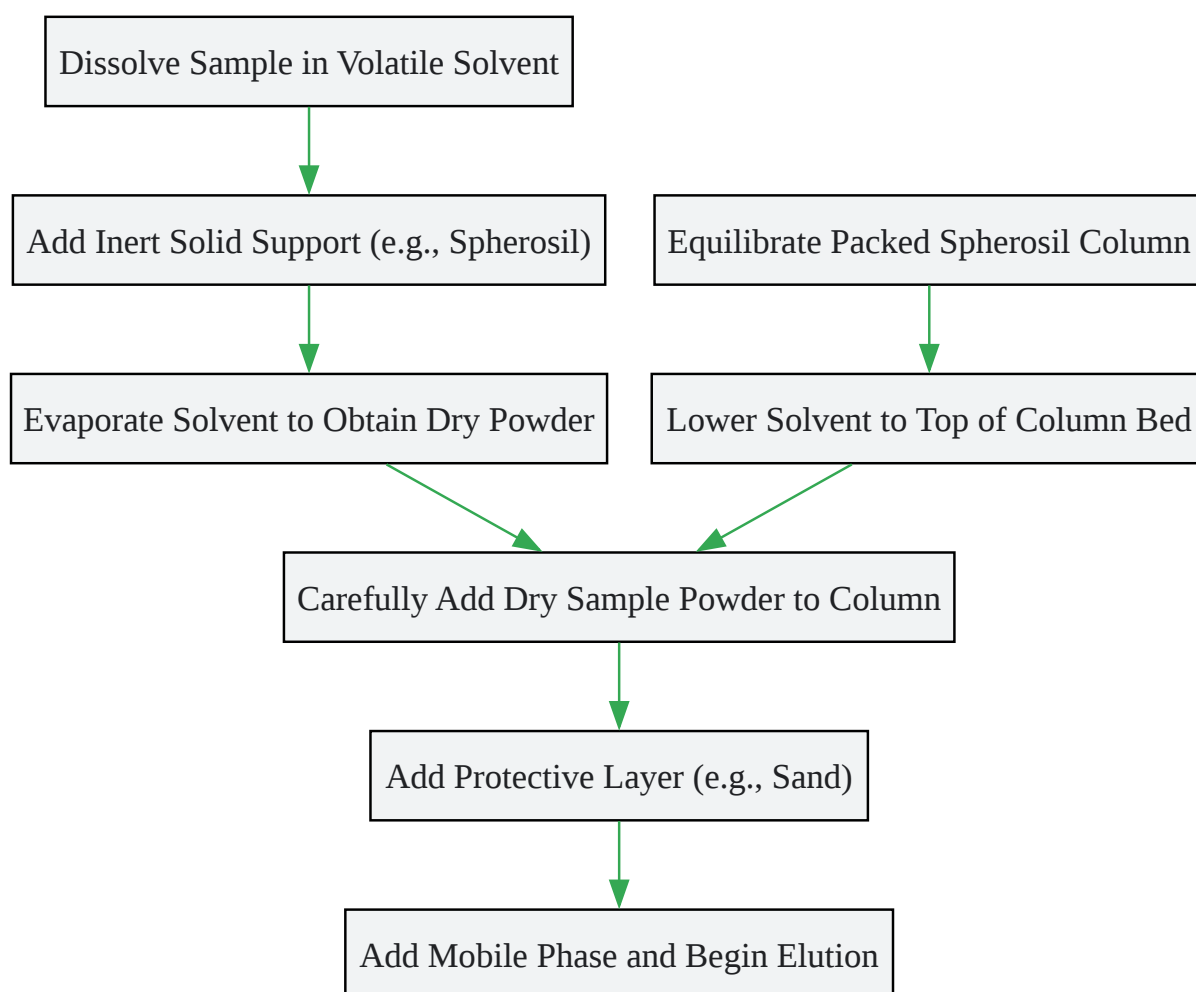 Dissolve Sample in Volatile Solvent
Add Inert Solid Support (e.g., Spherosil)
Equilibrate Packed Spherosil Column
Evaporate Solvent to Obtain Dry Powder
Lower Solvent to Top of Column Bed
Carefully Add Dry Sample Powder to Column
Add Protective Layer (e.g., Sand)
Add Mobile Phase and Begin Elution